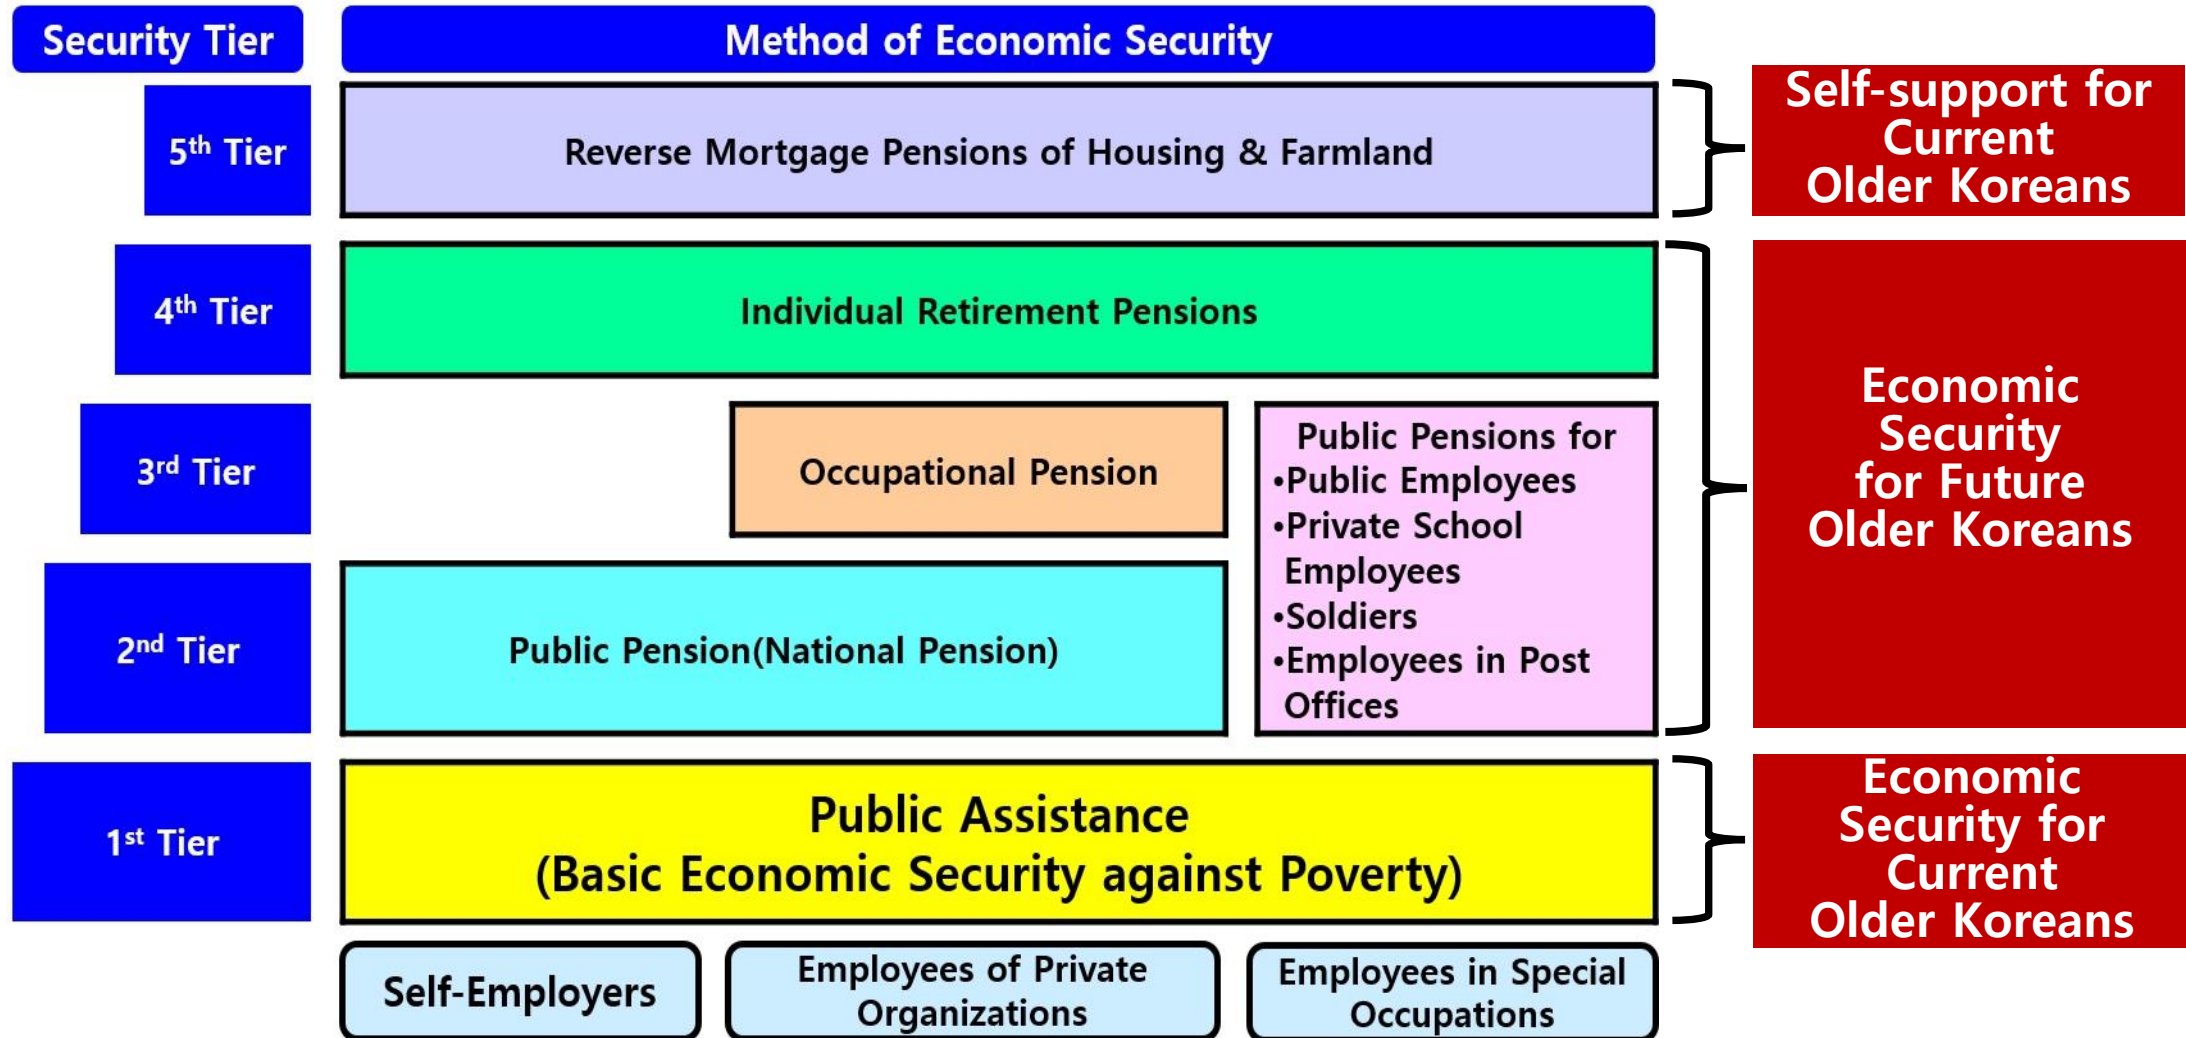 Security Tier
Method of Economic Security
5th Tier
Reverse Mortgage Pensions of Housing & Farmland
Self-support for
Current
Older Koreans
4th Tier
Individual Retirement Pensions
3rd Tier
Occupational Pension
Public Pensions for
•Public Employees
•Private School
Employees
•Soldiers
•Employees in Post
Offices
2nd Tier
Public Pension(National Pension)
Economic
Security
for Future
Older Koreans
1st Tier
Public Assistance
(Basic Economic Security against Poverty)
Economic
Security for
Current
Older Koreans
Self-Employers
Employees of Private
Organizations
Employees in Special
Occupations